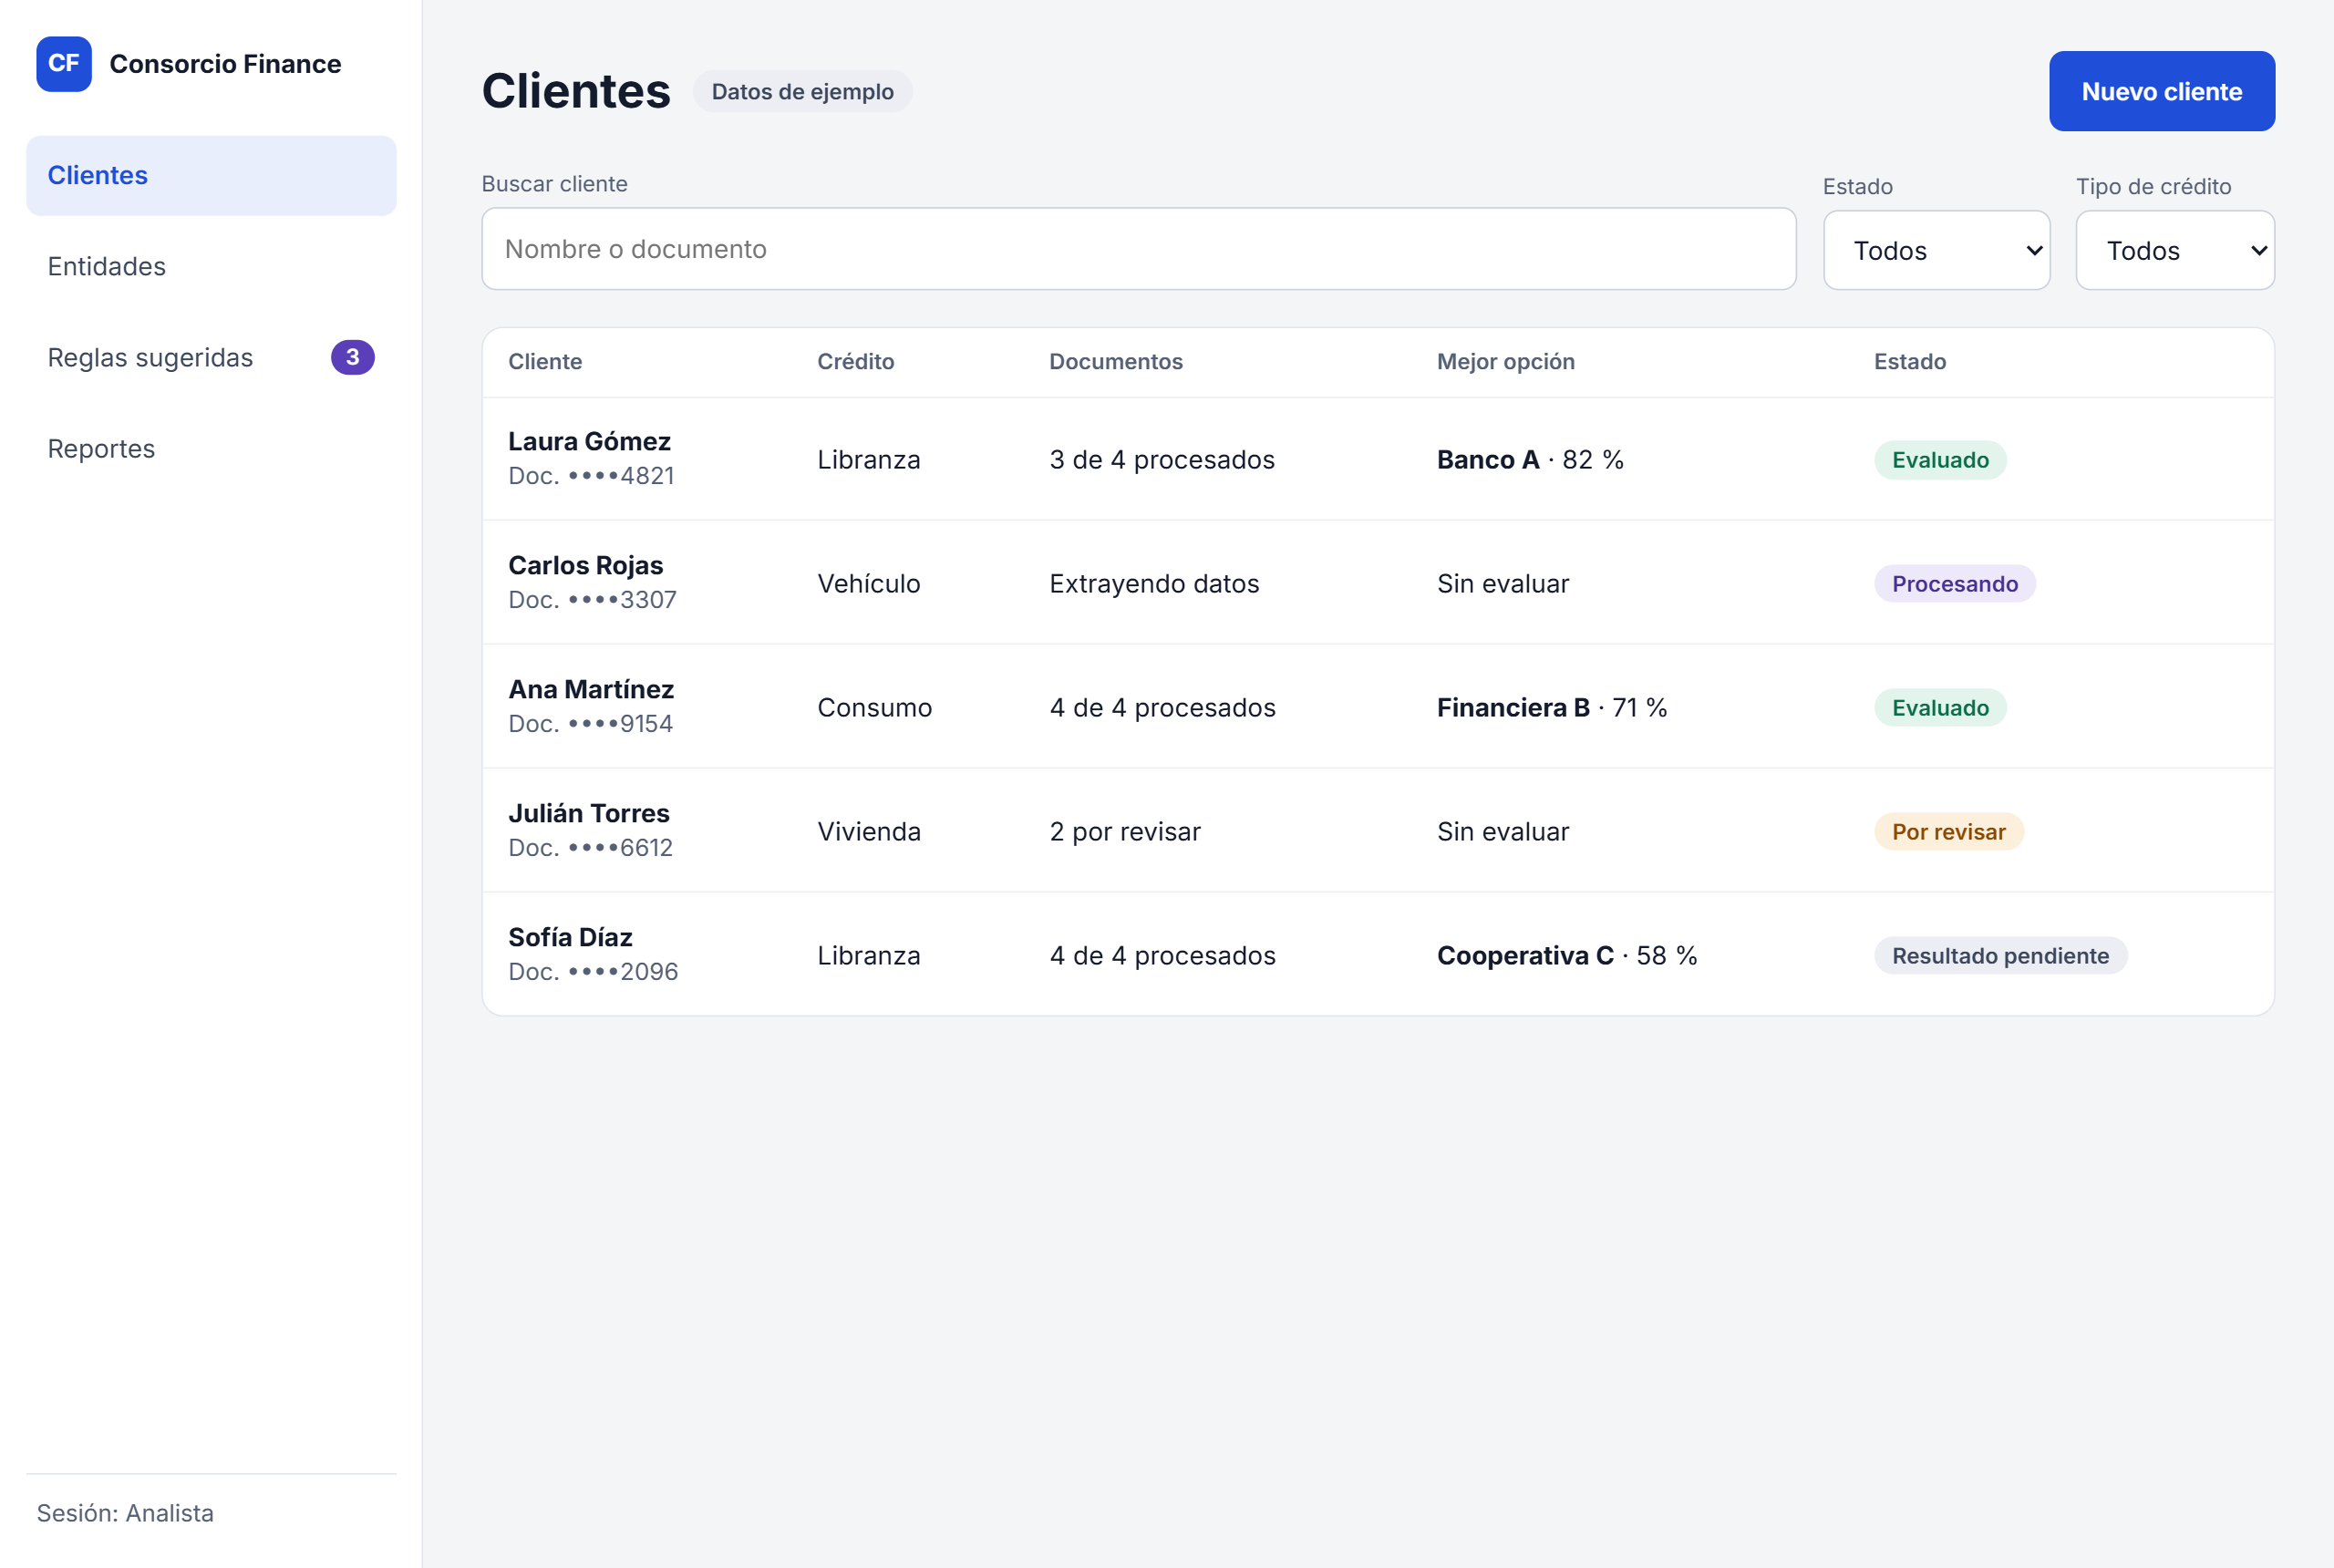 CF Consorcio Finance
Clientes
Entidades
Reglas sugeridas 3
Reportes
Sesión: Analista
Clientes Datos de ejemplo Nuevo cliente
Buscar cliente Estado Tipo de crédito
Nombre o documento Todos Todos
Cliente Crédito Documentos Mejor opción Estado
Laura Gómez
Doc. ••••4821 Libranza 3 de 4 procesados Banco A · 82 % Evaluado
Carlos Rojas
Doc. ••••3307 Vehículo Extrayendo datos Sin evaluar Procesando
Ana Martínez
Doc. ••••9154 Consumo 4 de 4 procesados Financiera B · 71 % Evaluado
Julián Torres
Doc. ••••6612 Vivienda 2 por revisar Sin evaluar Por revisar
Sofía Díaz
Doc. ••••2096 Libranza 4 de 4 procesados Cooperativa C · 58 % Resultado pendiente